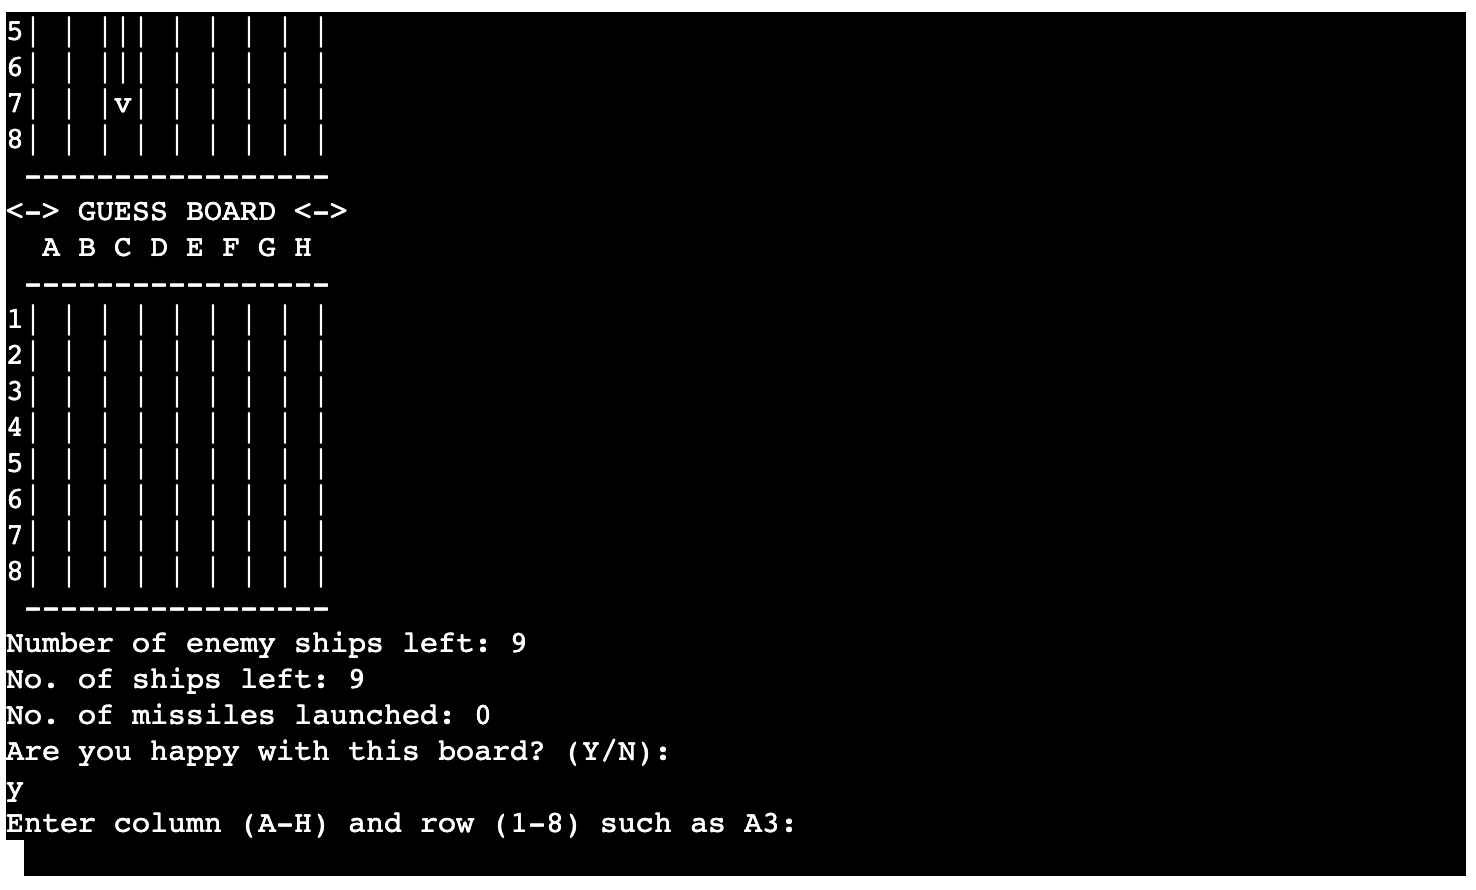 5| | ||| | | | | |
6| | ||| | | | | |
7| | |v| | | | | |
8| | | | | | | | |
 -----------------
<-> GUESS BOARD <->
  A B C D E F G H
 -----------------
1| | | | | | | | |
2| | | | | | | | |
3| | | | | | | | |
4| | | | | | | | |
5| | | | | | | | |
6| | | | | | | | |
7| | | | | | | | |
8| | | | | | | | |
 -----------------
Number of enemy ships left: 9
No. of ships left: 9
No. of missiles launched: 0
Are you happy with this board? (Y/N):
y
Enter column (A-H) and row (1-8) such as A3: